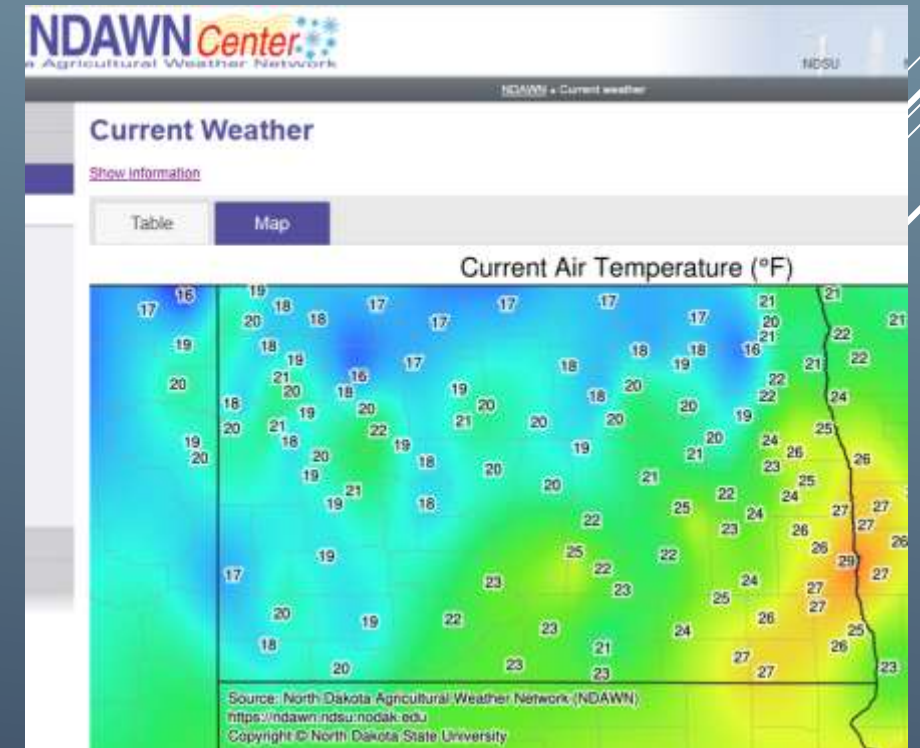 NDAWN Center
Agricultural Weather Network
NDSU
NDAWN
Current weather
Current Weather
Show information
Table
Map
Current Air Temperature (°F)
17 16 19 18 17 17 17 21 21
20 18 17 17 20 21
19 18 19 17 18 18 19 18 16 21 21 22 22
20 21 20 16 18 19 18 20 22 22 24
18 19 20 20 20 19
20 21 18 22 21 20 20 25
19 20 20 19 18 20 19 21 20 24 23 26 26
19 21 20 21 25
19 18 25 22 24 27 27
22 23 24 26 27
19 25 22 22 26 29 26
17 23 23 25 24 27 27 27
20 19 22 23 24 26 25
18 21 26
20 23 23 27 27 23
Source: North Dakota Agricultural Weather Network (NDAWN)
https://ndawn.ndsu.nodak.edu
Copyright © North Dakota State University